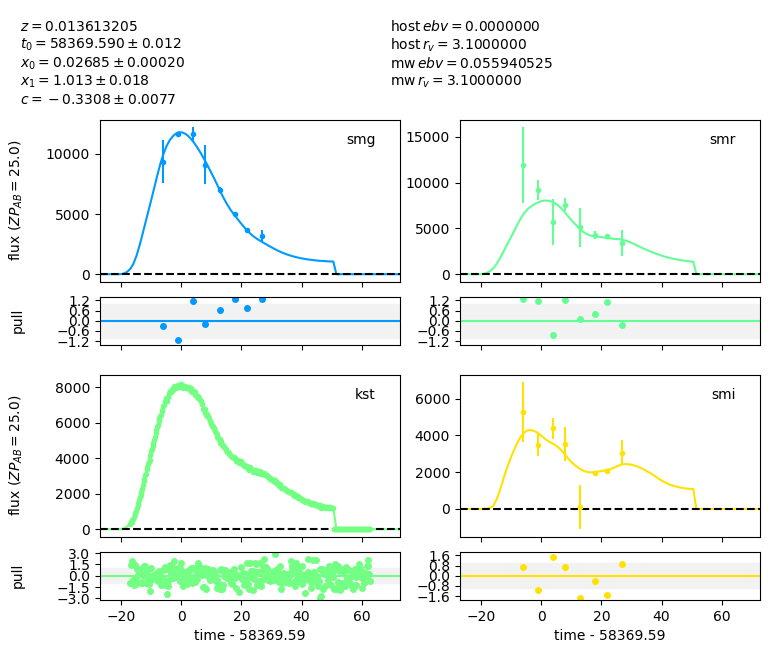 z = 0.013613205
t₀ = 58369.590 ± 0.012
x₀ = 0.02685 ± 0.00020
x₁ = 1.013 ± 0.018
c = −0.3308 ± 0.0077
host ebv = 0.0000000
host r_v = 3.1000000
mw ebv = 0.055940525
mw r_v = 3.1000000
flux (ZP_AB = 25.0)
10000
5000
0
smg
15000
10000
5000
0
smr
pull
1.2
0.6
0.0
−0.6
−1.2
1.2
0.6
0.0
−0.6
−1.2
flux (ZP_AB = 25.0)
8000
6000
4000
2000
0
kst
6000
4000
2000
0
smi
pull
3.0
1.5
0.0
−1.5
−3.0
1.6
0.8
0.0
−0.8
−1.6
−20 0 20 40 60
−20 0 20 40 60
time - 58369.59
time - 58369.59